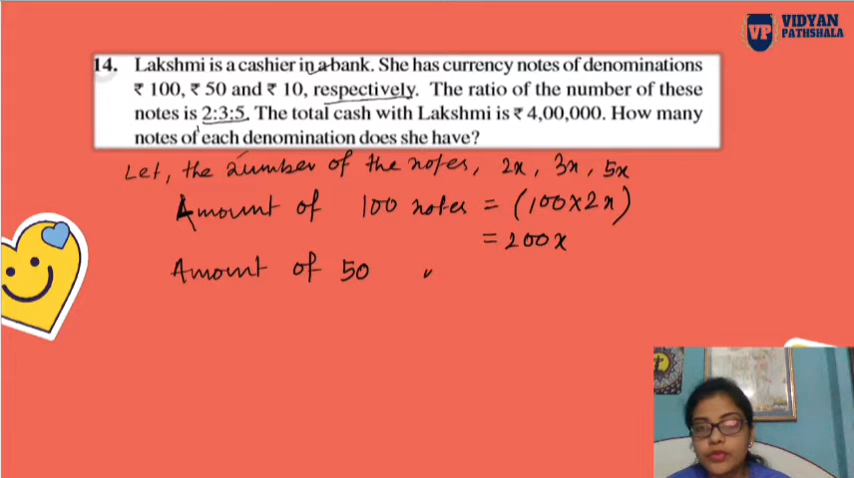 VIDYAN
PATHSHALA
VP
14. Lakshmi is a cashier in a bank. She has currency notes of denominations
₹ 100, ₹ 50 and ₹ 10, respectively. The ratio of the number of these
notes is 2:3:5. The total cash with Lakshmi is ₹ 4,00,000. How many
notes of each denomination does she have?
Let, the number of the notes, 2x, 3x, 5x
Amount of 100 notes = (100×2x)
= 200x
Amount of 50 〃